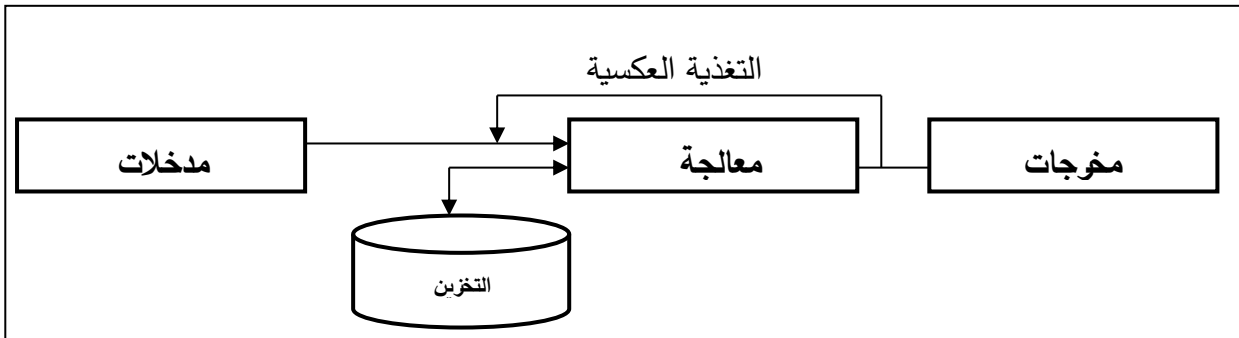 التغذية العكسية
مدخلات
معالجة
مخرجات
التخزين